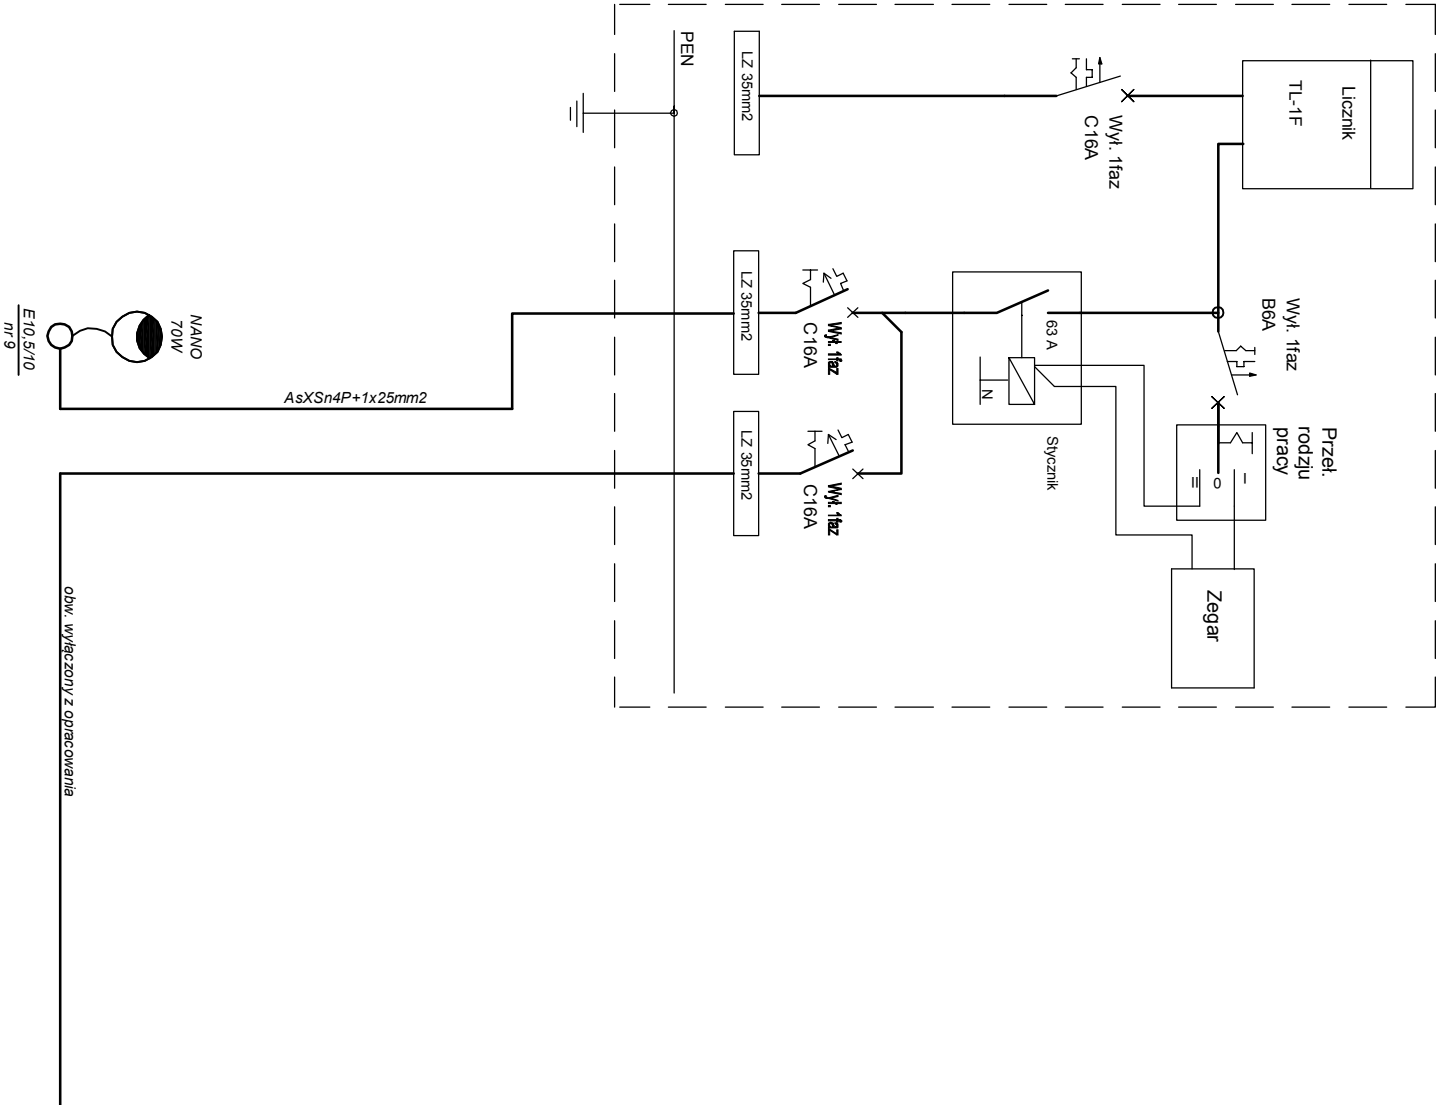 PEN
LZ 35mm2
Wył. 1faz
C16A
Licznik
TL-1F
LZ 35mm2
Wył. 1faz
C16A
63 A
N
Stycznik
Wył. 1faz
B6A
Przeł.
rodzju
pracy
I
0
II
Zegar
LZ 35mm2
Wył. 1faz
C16A
NANO
70W
E10,5/10
nr 9
AsXSn4P+1x25mm2
obw. wyłączony z opracowania